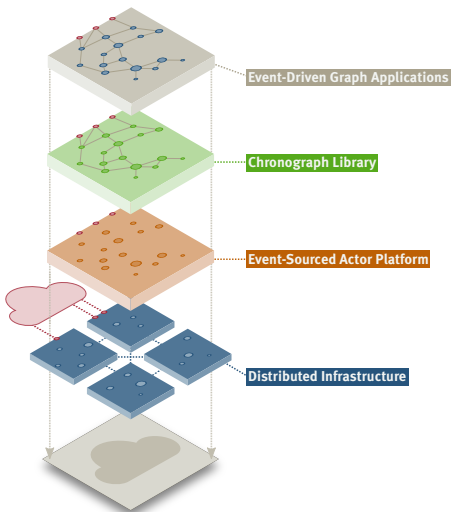 Event-Driven Graph Applications
Chronograph Library
Event-Sourced Actor Platform
Distributed Infrastructure